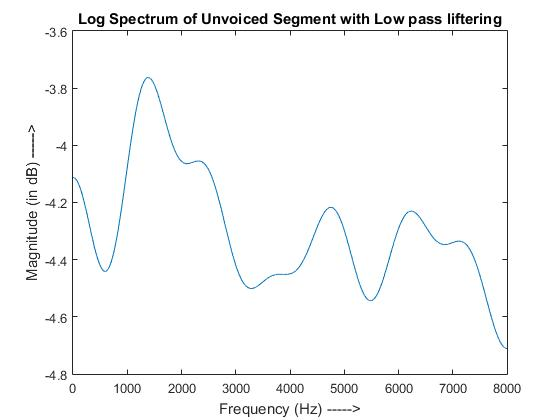 Log Spectrum of Unvoiced Segment with Low pass liftering
-3.6
-3.8
-4
-4.2
-4.4
-4.6
-4.8
Magnitude (in dB) ----->
0 1000 2000 3000 4000 5000 6000 7000 8000
Frequency (Hz) ----->